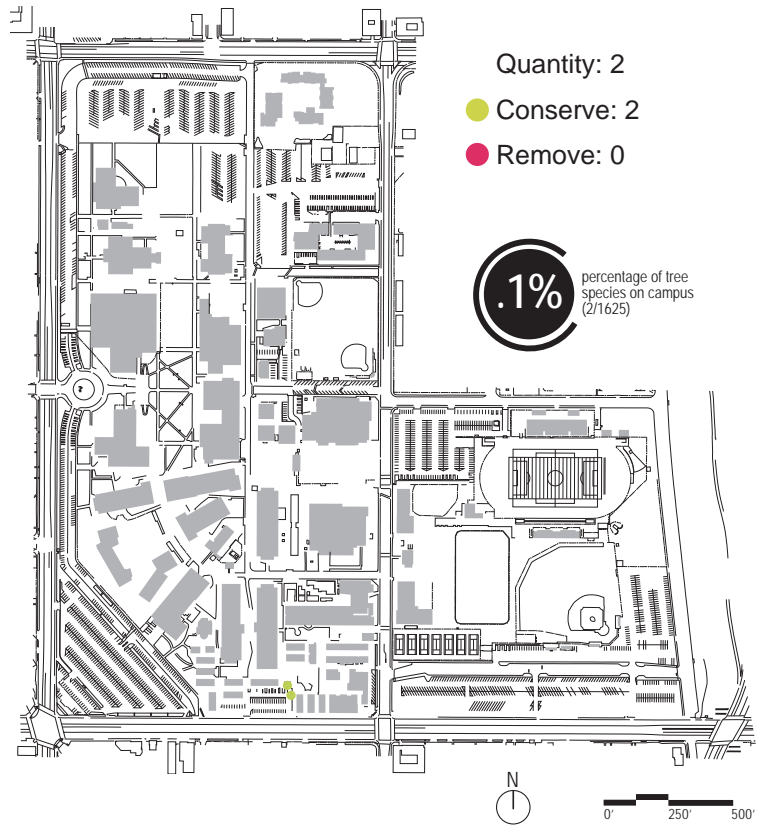 Quantity: 2
Conserve: 2
Remove: 0
.1%
percentage of tree
species on campus
(2/1625)
N
0' 250' 500'